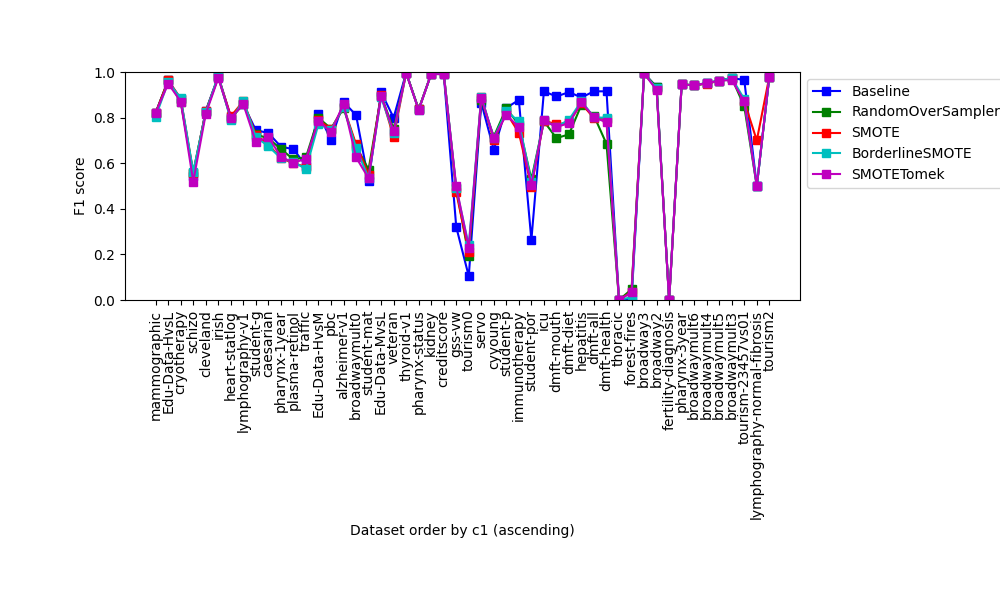 1.0
0.8
0.6
0.4
0.2
0.0
F1 score
mammographic
Edu-Data-HvsL
cryotherapy
schizo
cleveland
irish
heart-statlog
lymphography-v1
student-g
caesarian
pharynx-1year
plasma-retinol
traffic
Edu-Data-HvsM
pbc
alzheimer-v1
broadwaymult0
student-mat
Edu-Data-MvsL
veteran
thyroid-v1
pharynx-status
kidney
creditscore
gss-vw
tourism0
servo
cyyoung
student-p
immunotherapy
student-por
icu
dmft-mouth
dmft-diet
hepatitis
dmft-all
dmft-health
thoracic
forest-fires
broadway3
broadway2
fertility-diagnosis
pharynx-3year
broadwaymult6
broadwaymult4
broadwaymult5
broadwaymult3
tourism-23457vs01
lymphography-normal-fibrosis
tourism2
Dataset order by c1 (ascending)
Baseline
RandomOverSampler
SMOTE
BorderlineSMOTE
SMOTETomek